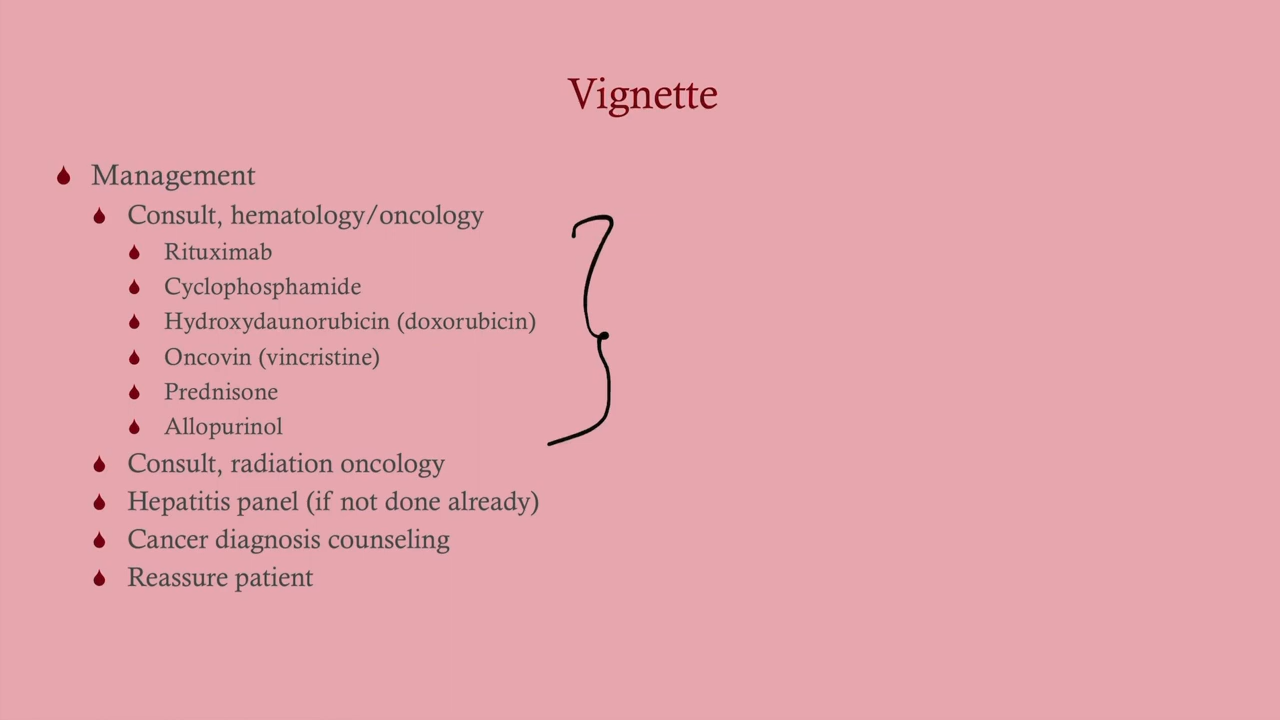 Vignette
Management
Consult, hematology/oncology
Rituximab
Cyclophosphamide
Hydroxydaunorubicin (doxorubicin)
Oncovin (vincristine)
Prednisone
Allopurinol
Consult, radiation oncology
Hepatitis panel (if not done already)
Cancer diagnosis counseling
Reassure patient